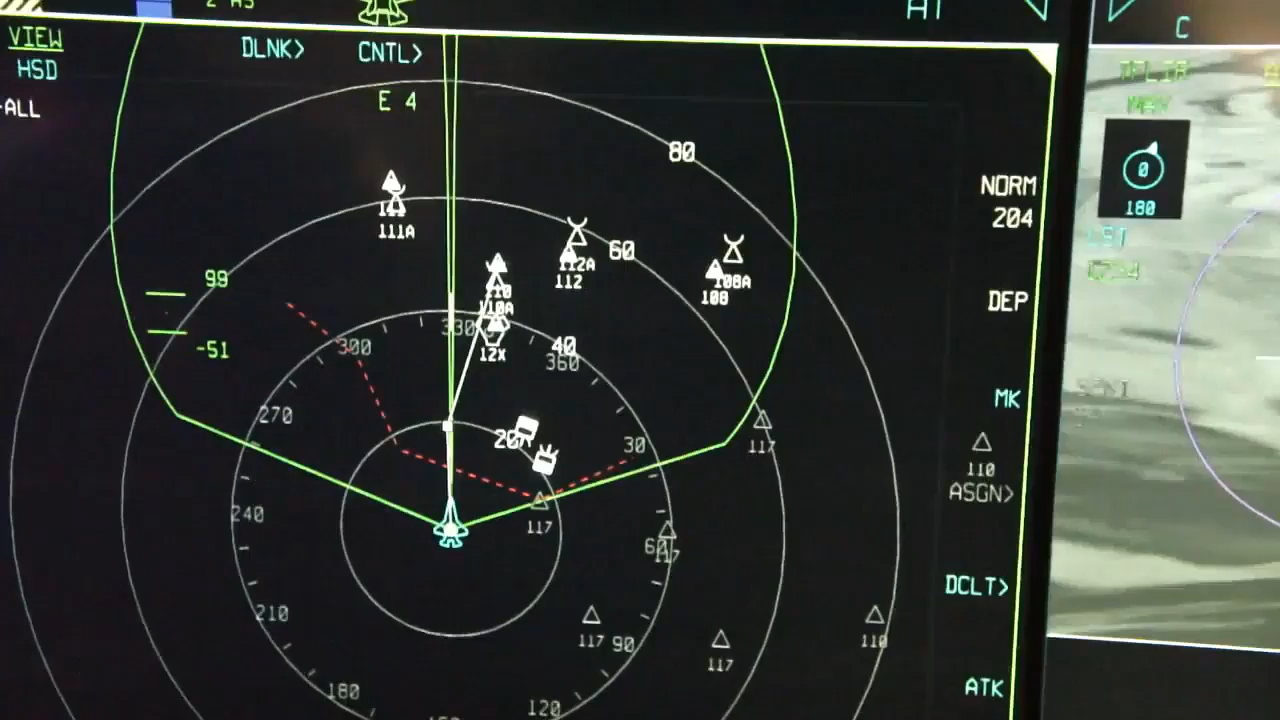 VIEW
HSD
ALL
DLNK>
CNTL>
E 4
C
80
NORM
204
0
180
111A
60
112A
112
108A
108
99
-51
110A
DEP
330
300
40
360
12X
MK
270
30
117
110
ASGN>
240
117
60
117
DCLT>
210
117
90
117
110
ATK
180
120